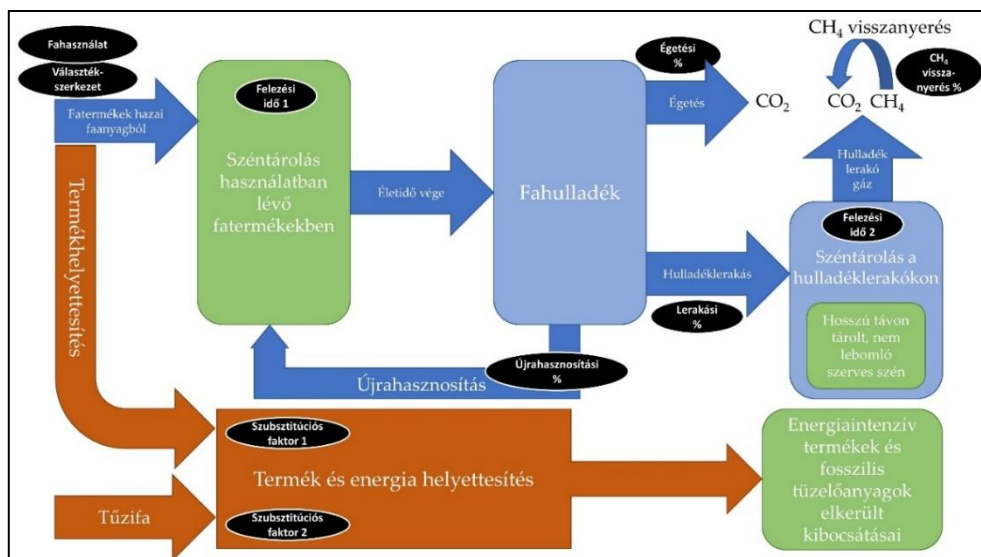 Fahasználat
Választék-
szerkezet
Fatermékek hazai
faanyagból
Termékhelyettesítés
Felezési
idő 1
Széntárolás
használatban
lévő
fatermékekben
Életidő vége
Fahulladék
Égetési
%
Égetés
CO2
CH4 visszanyerés
CO2 CH4
CH4
vissza-
nyerés %
Hulladék
lerakó
gáz
Felezési
idő 2
Széntárolás a
hulladéklerakókon
Hosszú távon
tárolt, nem
lebomló
szerves szén
Hulladéklerakás
Lerakási
%
Újrahasznosítási
%
Újrahasznosítás
Szubsztitúciós
faktor 1
Termék és energia helyettesítés
Tűzifa
Szubsztitúciós
faktor 2
Energiaintenzív
termékek és
fosszilis
tüzelőanyagok
elkerült
kibocsátásai